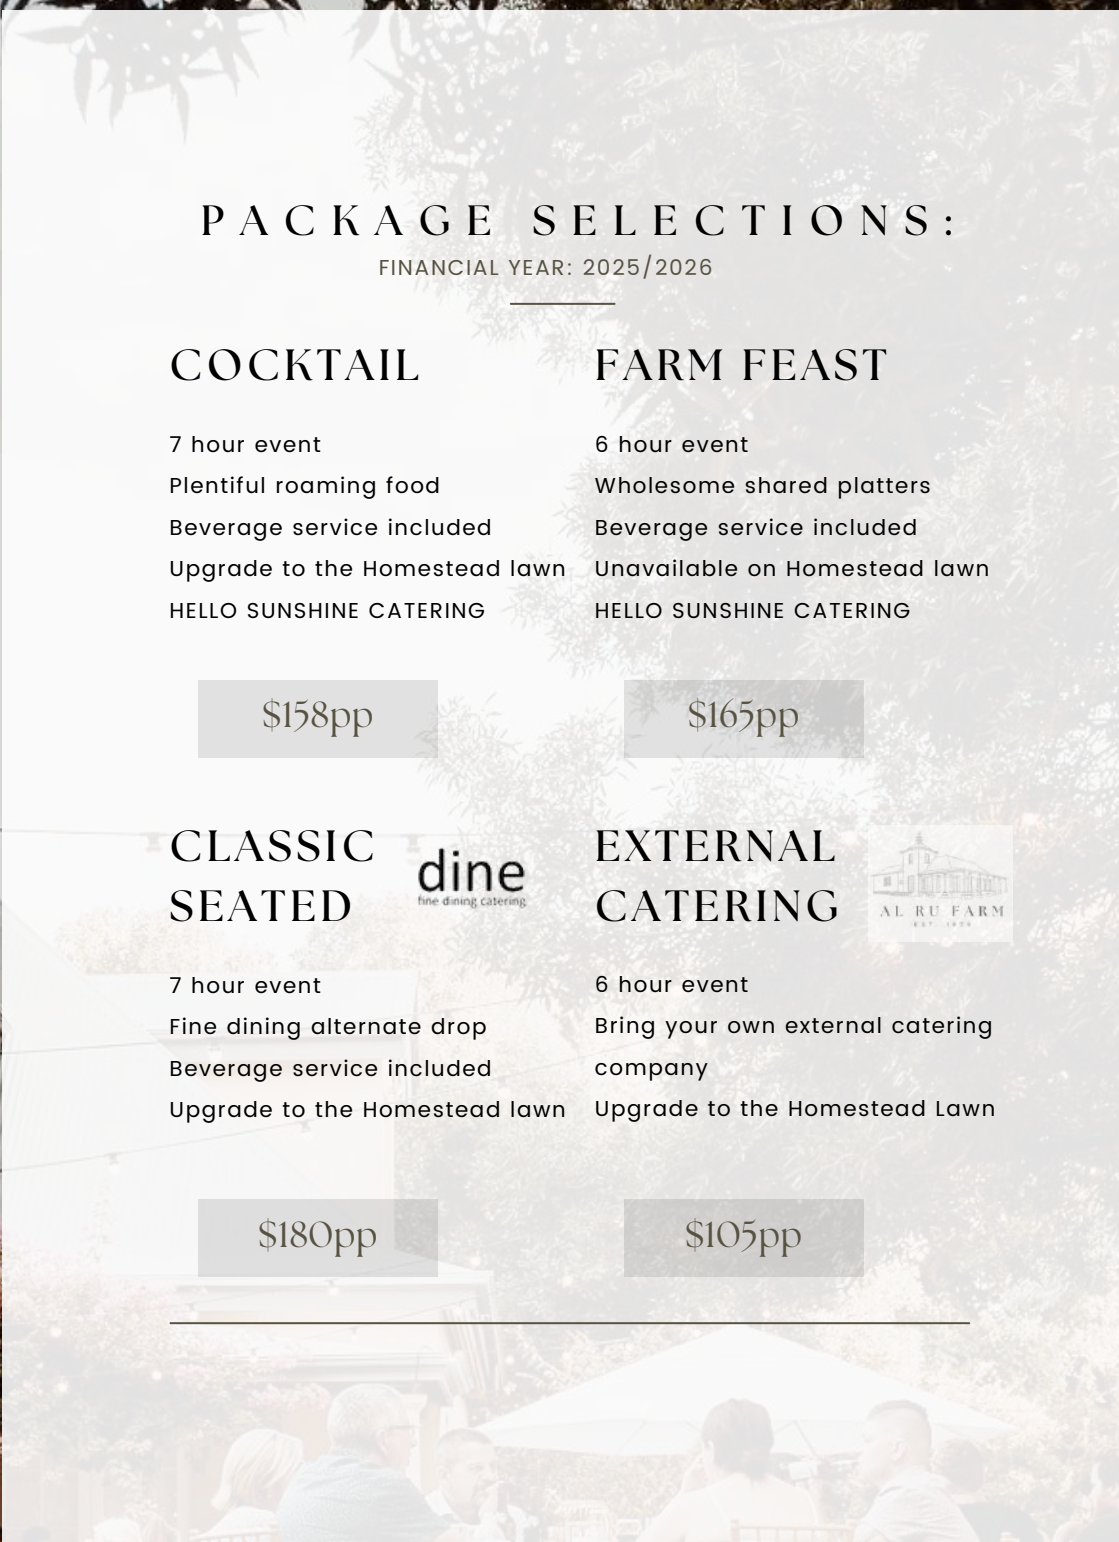 PACKAGE SELECTIONS:
FINANCIAL YEAR: 2025/2026
COCKTAIL
7 hour event
Plentiful roaming food
Beverage service included
Upgrade to the Homestead lawn
HELLO SUNSHINE CATERING
$158pp
FARM FEAST
6 hour event
Wholesome shared platters
Beverage service included
Unavailable on Homestead lawn
HELLO SUNSHINE CATERING
$165pp
CLASSIC
SEATED
dine
fine dining catering
7 hour event
Fine dining alternate drop
Beverage service included
Upgrade to the Homestead lawn
$180pp
EXTERNAL
CATERING
AL RU FARM
6 hour event
Bring your own external catering
company
Upgrade to the Homestead Lawn
$105pp